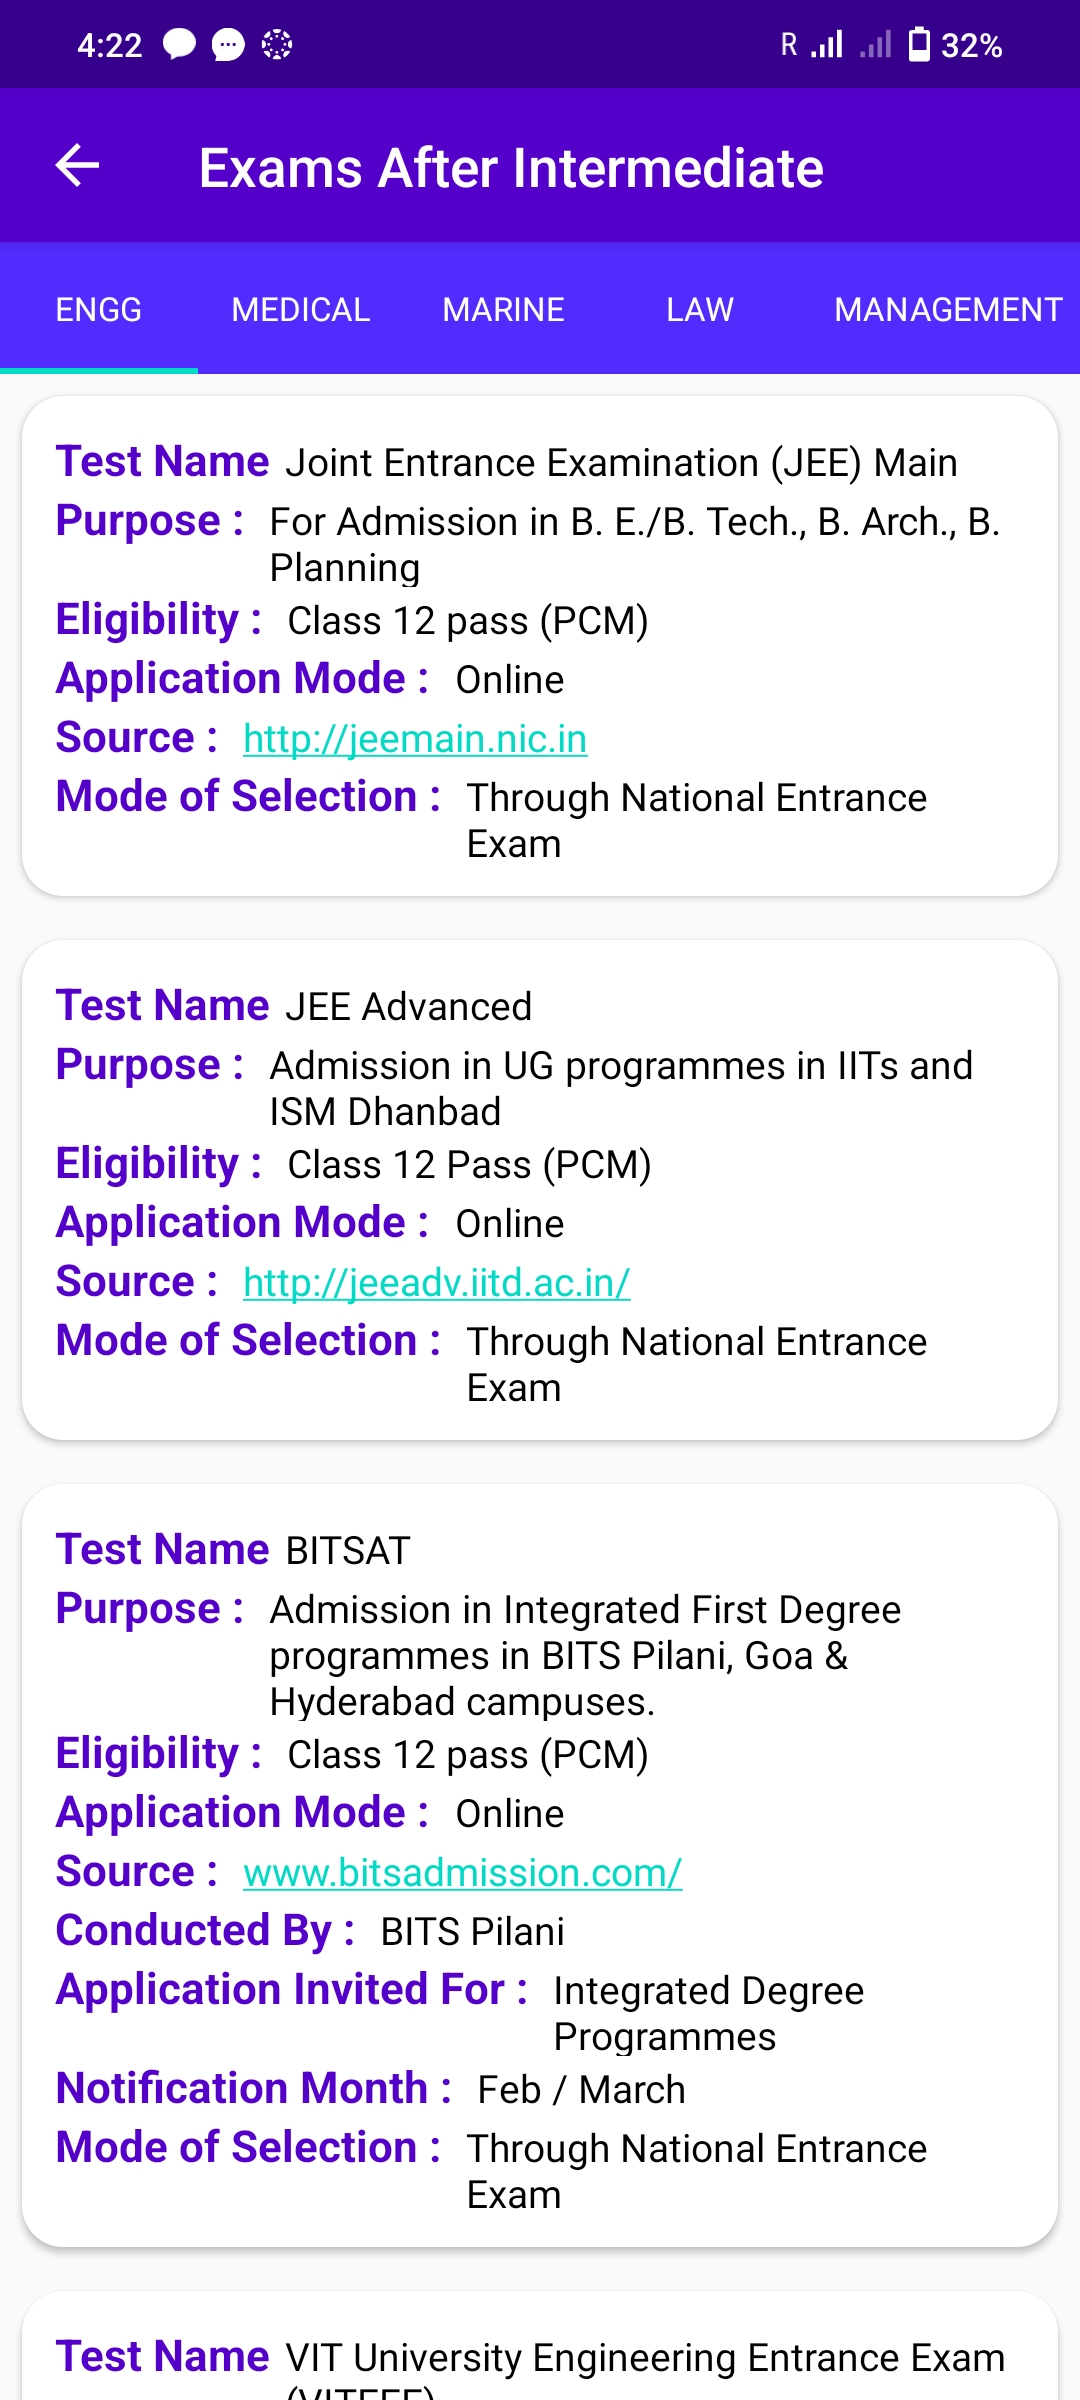 4:22 R 32%
Exams After Intermediate
ENGG MEDICAL MARINE LAW MANAGEMENT
Test Name Joint Entrance Examination (JEE) Main
Purpose : For Admission in B. E./B. Tech., B. Arch., B.
Planning
Eligibility : Class 12 pass (PCM)
Application Mode : Online
Source : http://jeemain.nic.in
Mode of Selection : Through National Entrance
Exam
Test Name JEE Advanced
Purpose : Admission in UG programmes in IITs and
ISM Dhanbad
Eligibility : Class 12 Pass (PCM)
Application Mode : Online
Source : http://jeeadv.iitd.ac.in/
Mode of Selection : Through National Entrance
Exam
Test Name BITSAT
Purpose : Admission in Integrated First Degree
programmes in BITS Pilani, Goa &
Hyderabad campuses.
Eligibility : Class 12 pass (PCM)
Application Mode : Online
Source : www.bitsadmission.com/
Conducted By : BITS Pilani
Application Invited For : Integrated Degree
Programmes
Notification Month : Feb / March
Mode of Selection : Through National Entrance
Exam
Test Name VIT University Engineering Entrance Exam
(VITEEE)